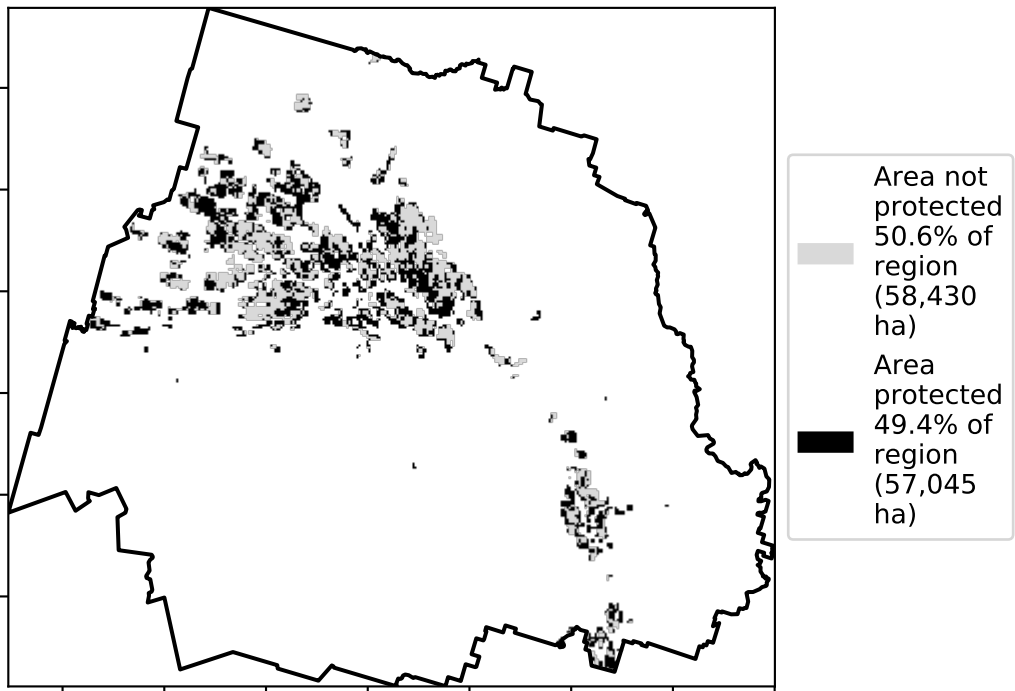 Area not
protected
50.6% of
region
(58,430
ha)
Area
protected
49.4% of
region
(57,045
ha)